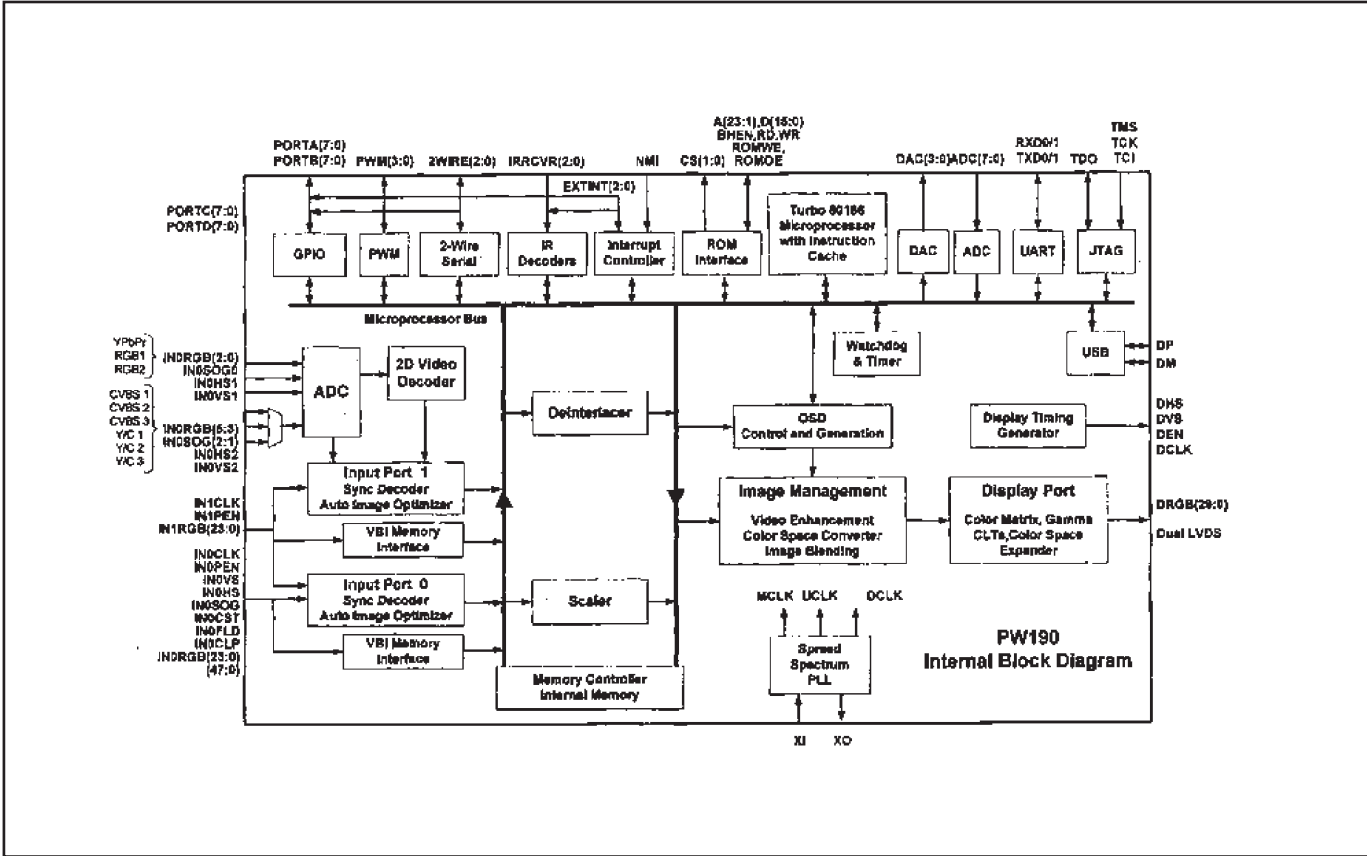 A(23:1),D(15:0)
BHEN,RD,WR
ROMWE,
ROMOE
PORTA(7:0)
PORTB(7:0)
PWM(3:0)
2WIRE(2:0)
IRRCVR(2:0)
NMI
CS(1:0)
DAC(3:0)
ADC(7:0)
RXD0/1
TXD0/1
TDO
TMS
TCK
TCI
EXTINT(2:0)
PORTC(7:0)
PORTD(7:0)
GPIO
PWM
2-Wire
Serial
IR
Decoders
Interrupt
Controller
ROM
Interface
Turbo 80186
Microprocessor
with Instruction
Cache
DAC
ADC
UART
JTAG
Microprocessor Bus
YPbPr
RGB1
RGB2
IN0RGB(2:0)
IN0SOG0
IN0HS1
IN0VS1
CVBS 1
CVBS 2
CVBS 3
Y/C 1
Y/C 2
Y/C 3
IN0RGB(5:3)
IN0SOG(2:1)
IN0HS2
IN0VS2
ADC
2D Video
Decoder
Deinterlacer
Watchdog
& Timer
USB
DP
DM
OSD
Control and Generation
Display Timing
Generator
DHS
DVS
DEN
DCLK
Input Port 1
Sync Decoder
Auto Image Optimizer
IN1CLK
IN1PEN
IN1RGB(23:0)
VBI Memory
Interface
Image Management
Video Enhancement
Color Space Converter
Image Blending
Display Port
Color Matrix, Gamma
CLTs,Color Space
Expander
DRGB(29:0)
Dual LVDS
IN0CLK
IN0PEN
IN0VS
IN0HS
IN0SOG
IN0CST
IN0FLD
IN0CLP
IN0RGB(23:0)
(47:0)
Input Port 0
Sync Decoder
Auto Image Optimizer
VBI Memory
Interface
Scaler
MCLK
UCLK
DCLK
Spread
Spectrum
PLL
PW190
Internal Block Diagram
Memory Controller
Internal Memory
XI
XO